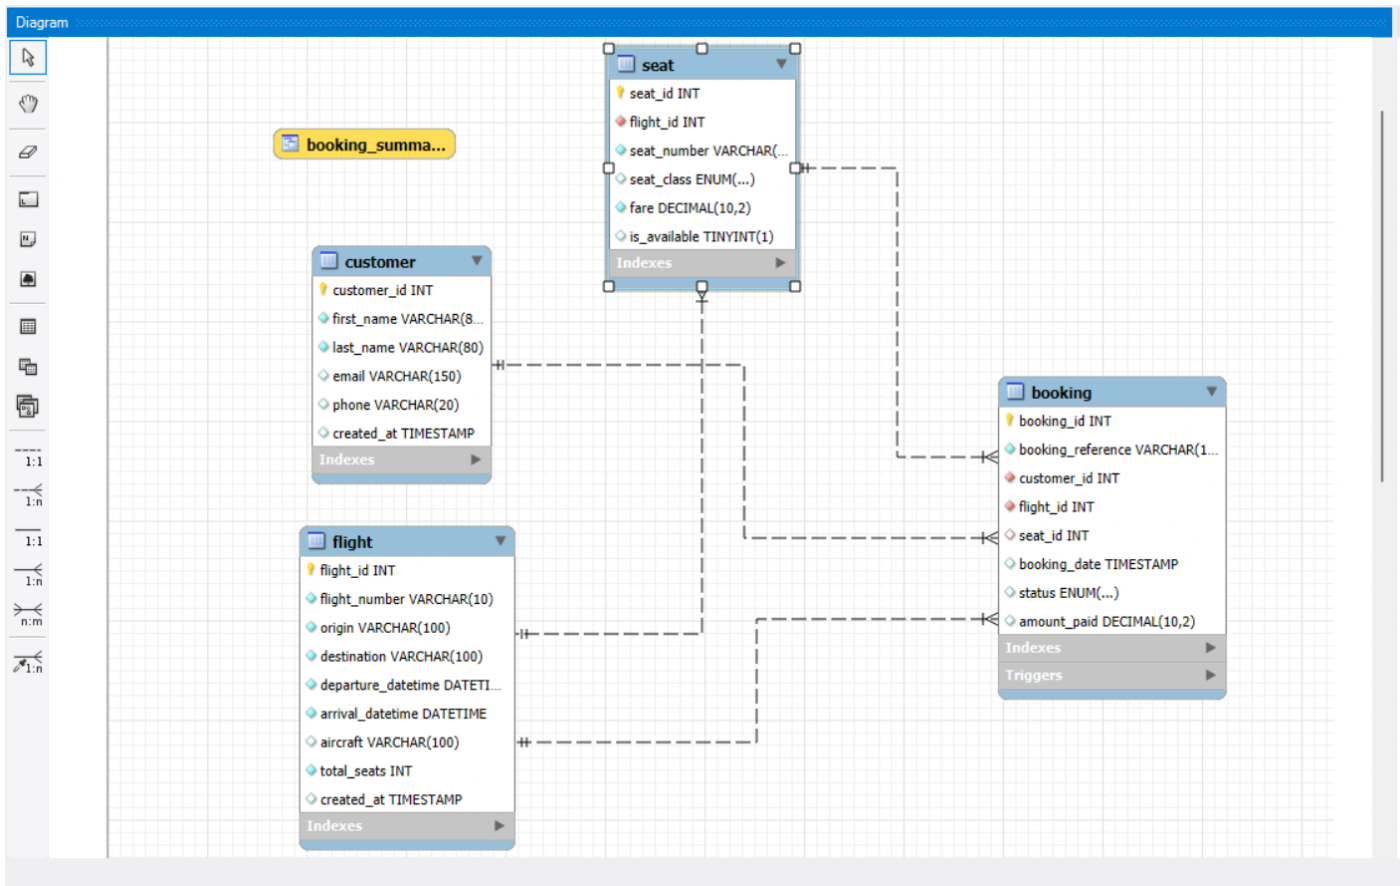 Diagram
seat
seat_id INT
flight_id INT
seat_number VARCHAR(...
seat_class ENUM(...)
fare DECIMAL(10,2)
is_available TINYINT(1)
Indexes
booking_summa...
customer
customer_id INT
first_name VARCHAR(8...
last_name VARCHAR(80)
email VARCHAR(150)
phone VARCHAR(20)
created_at TIMESTAMP
Indexes
booking
booking_id INT
booking_reference VARCHAR(1...
customer_id INT
flight_id INT
seat_id INT
booking_date TIMESTAMP
status ENUM(...)
amount_paid DECIMAL(10,2)
Indexes
Triggers
flight
flight_id INT
flight_number VARCHAR(10)
origin VARCHAR(100)
destination VARCHAR(100)
departure_datetime DATETI...
arrival_datetime DATETIME
aircraft VARCHAR(100)
total_seats INT
created_at TIMESTAMP
Indexes
1:1
1:n
1:1
1:n
n:m
1:n